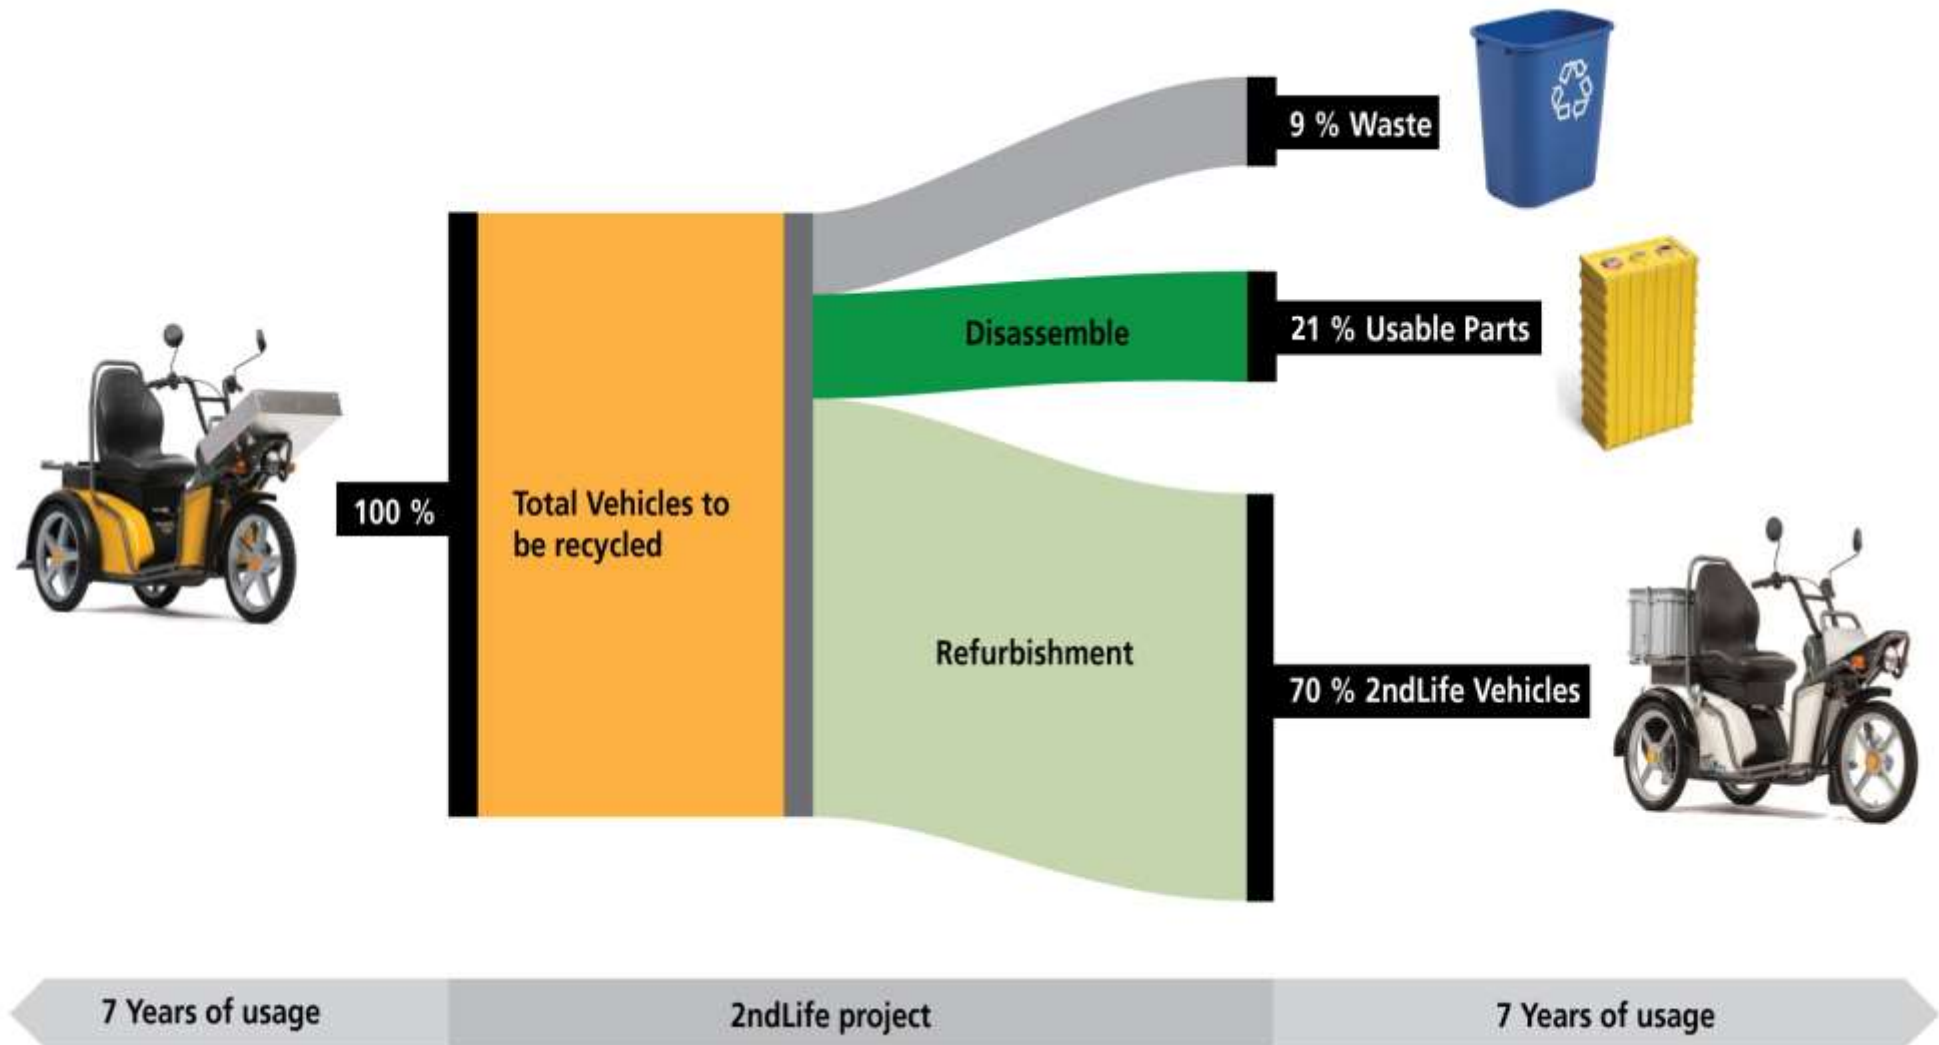 9 % Waste
Disassemble
21 % Usable Parts
100 %
Total Vehicles to
be recycled
Refurbishment
70 % 2ndLife Vehicles
7 Years of usage
2ndLife project
7 Years of usage